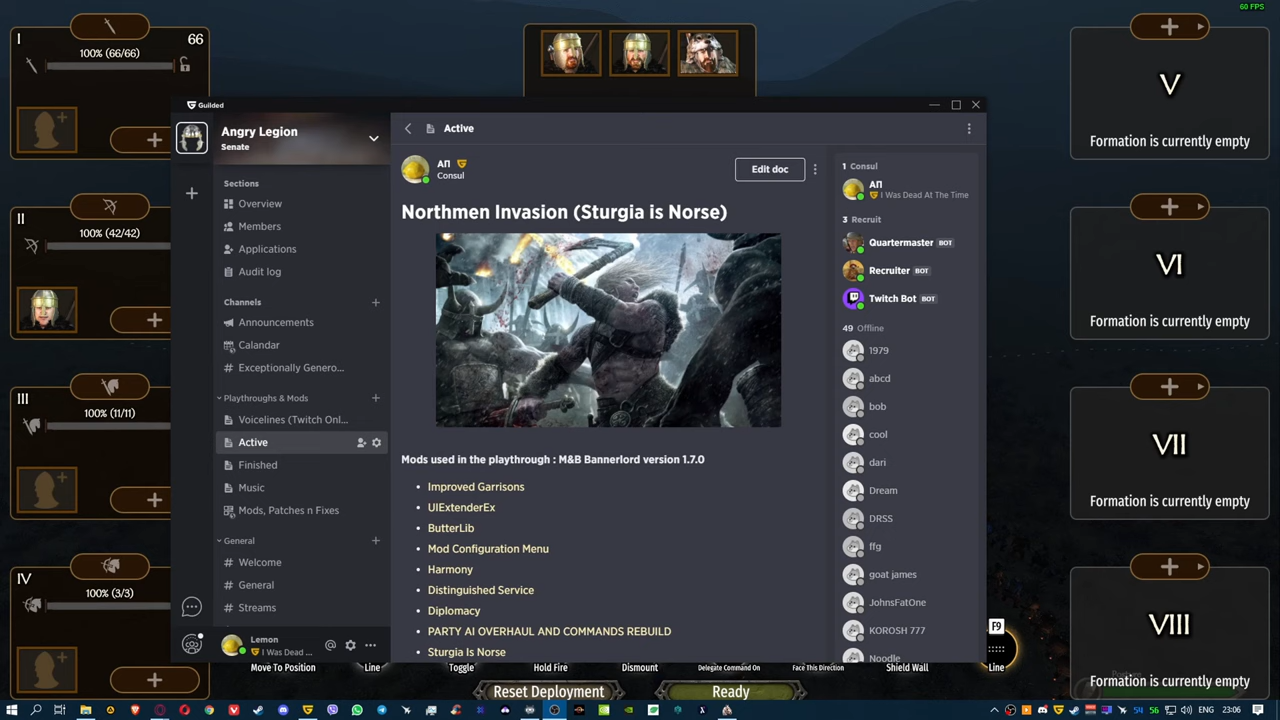 60 FPS
I
66
100% (66/66)
II
100% (42/42)
III
100% (11/11)
IV
100% (3/3)
Guilded
Angry Legion
Senate
Sections
Overview
Members
Applications
Audit log
Channels
Announcements
Calandar
Exceptionally Genero...
Playthroughs & Mods
Voicelines (Twitch Onl...
Active
Finished
Music
Mods, Patches n Fixes
General
Welcome
General
Streams
Lemon
I Was Dead ...
Active
АП
Consul
Edit doc
Northmen Invasion (Sturgia is Norse)
Mods used in the playthrough : M&B Bannerlord version 1.7.0
Improved Garrisons
UIExtenderEx
ButterLib
Mod Configuration Menu
Harmony
Distinguished Service
Diplomacy
PARTY AI OVERHAUL AND COMMANDS REBUILD
Sturgia Is Norse
1 Consul
АП
I Was Dead At The Time
3 Recruit
Quartermaster BOT
Recruiter BOT
Twitch Bot BOT
49 Offline
1979
abcd
bob
cool
dari
Dream
DRSS
ffg
goat james
JohnsFatOne
KOROSH 777
Noodle
V
Formation is currently empty
VI
Formation is currently empty
VII
Formation is currently empty
VIII
Formation is currently empty
F9
Move To Position
Line
Toggle
Hold Fire
Dismount
Delegate Command On
Face This Direction
Shield Wall
Line
Reset Deployment
Ready
54
56
ENG
23:06